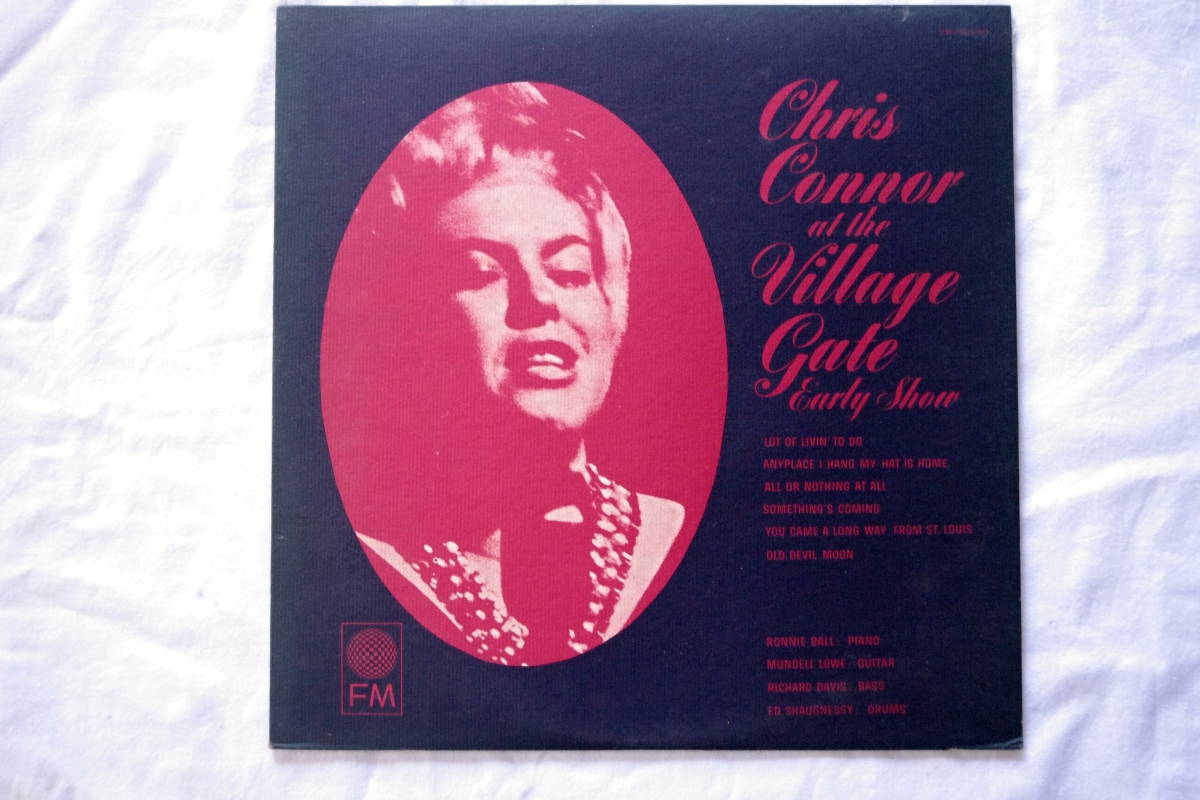 Chris
Connor
at the
Village
Gate
Early Show
LOT OF LIVIN' TO DO
ANYPLACE I HANG MY HAT IS HOME
ALL OR NOTHING AT ALL
SOMETHING'S COMING
YOU CAME A LONG WAY FROM ST. LOUIS
OLD DEVIL MOON
RONNIE BALL: PIANO
MUNDELL LOWE: GUITAR
RICHARD DAVIS: BASS
ED SHAUGNESSY: DRUMS
FM